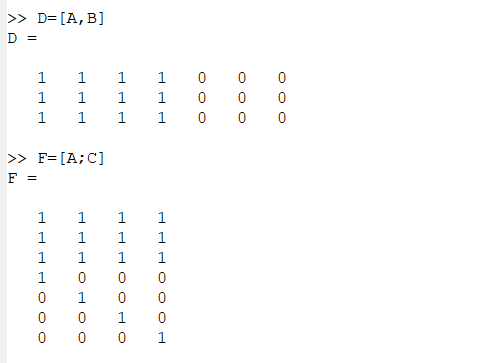 >> D=[A,B]
D =
1 1 1 1 0 0 0
1 1 1 1 0 0 0
1 1 1 1 0 0 0
>> F=[A;C]
F =
1 1 1 1
1 1 1 1
1 1 1 1
1 0 0 0
0 1 0 0
0 0 1 0
0 0 0 1